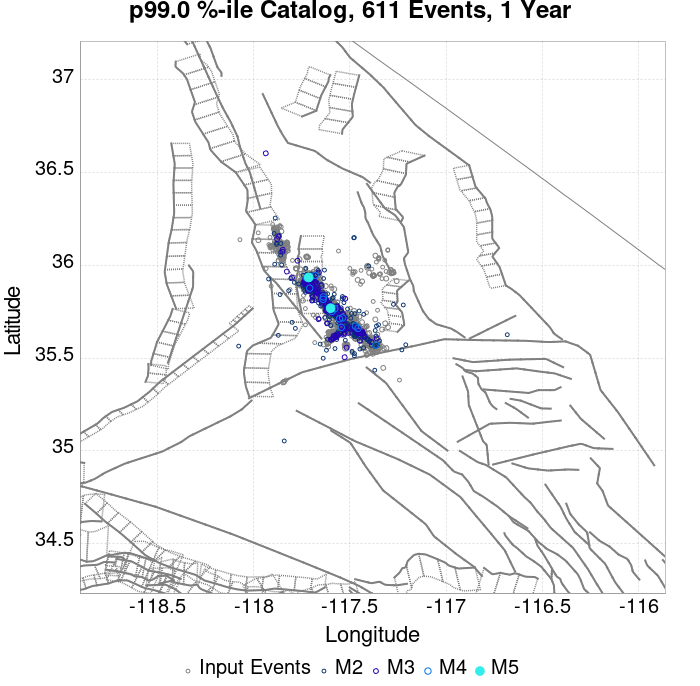 p99.0 %-ile Catalog, 611 Events, 1 Year
37
36.5
36
35.5
35
34.5
Latitude
-118.5 -118 -117.5 -117 -116.5 -116
Longitude
Input Events M2 M3 M4 M5